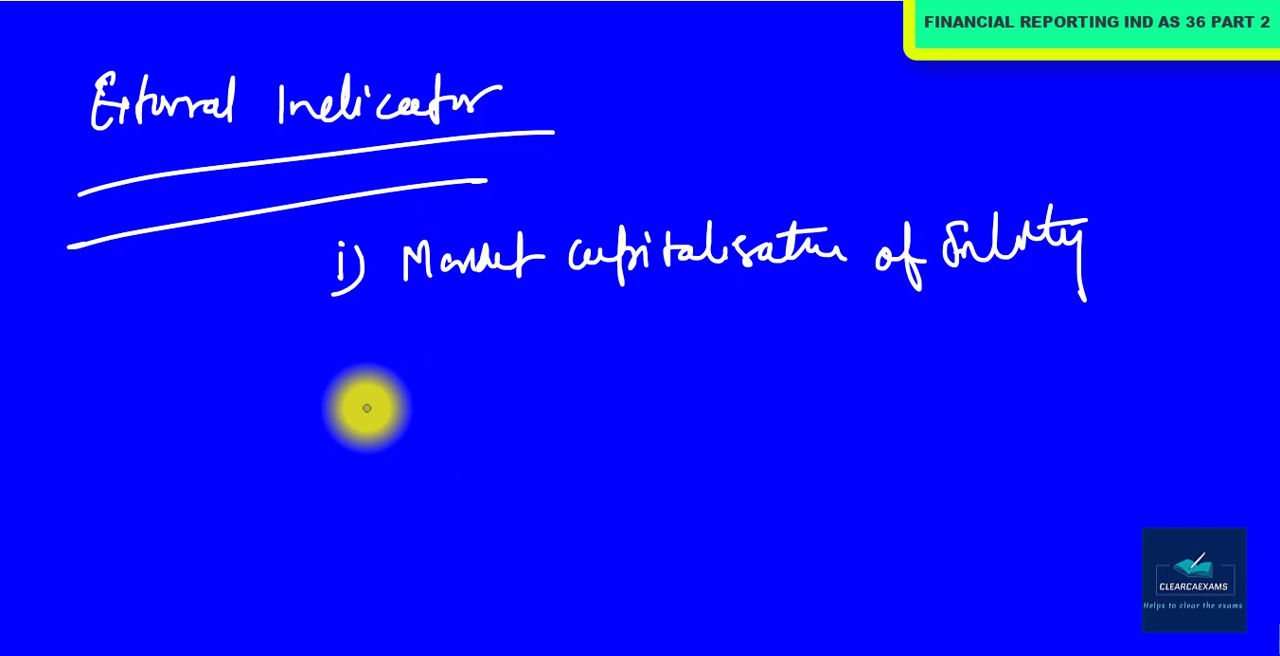 FINANCIAL REPORTING IND AS 36 PART 2
External Indicator
i) Market capitalisation of Entity
CLEARCAEXAMS
Helps to clear the exams